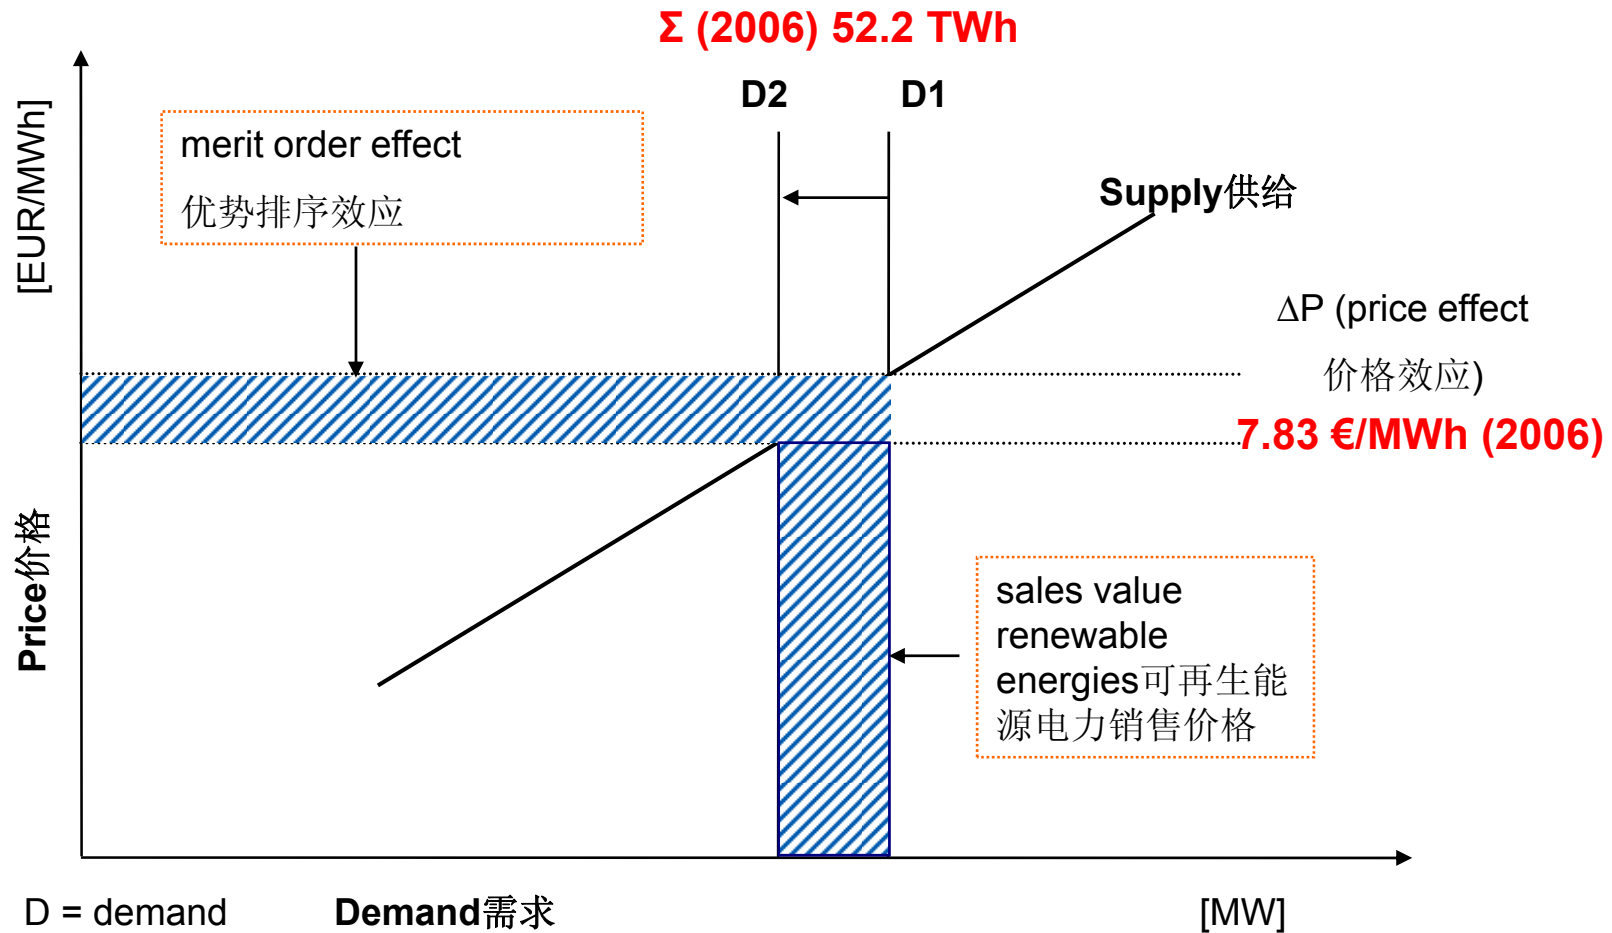 Σ (2006) 52.2 TWh
D2
D1
[EUR/MWh]
merit order effect
优势排序效应
Supply供给
ΔP (price effect
价格效应)
7.83 €/MWh (2006)
Price价格
sales value
renewable
energies可再生能
源电力销售价格
D = demand
Demand需求
[MW]